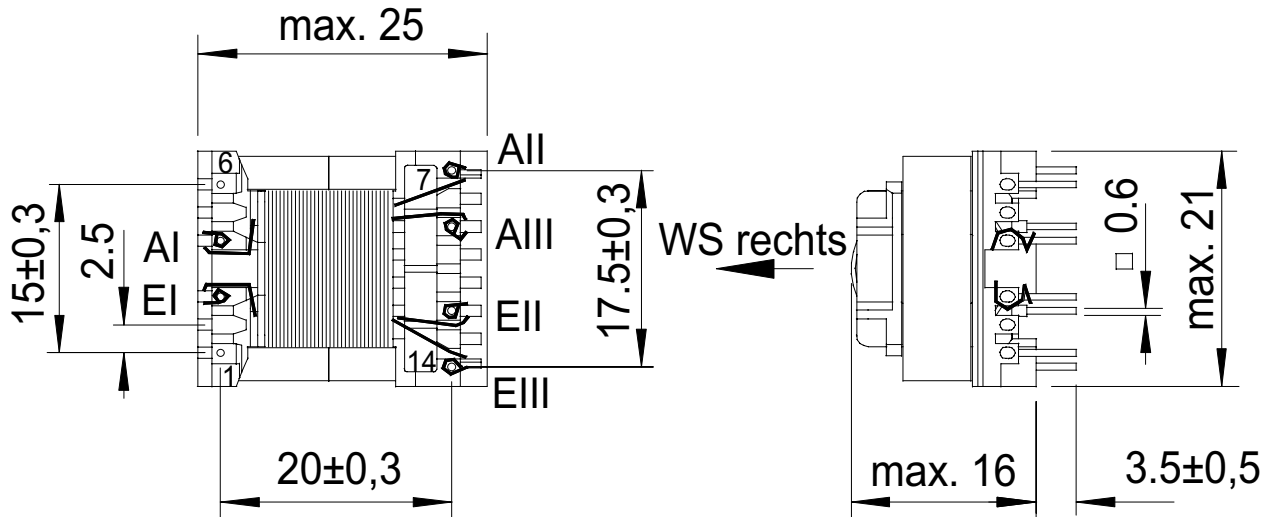 max. 25
6
7
AII
AI
AIII
EI
EII
1
14
EIII
15±0,3
2.5
17.5±0,3
20±0,3
WS rechts
□ 0.6
max. 21
max. 16
3.5±0,5